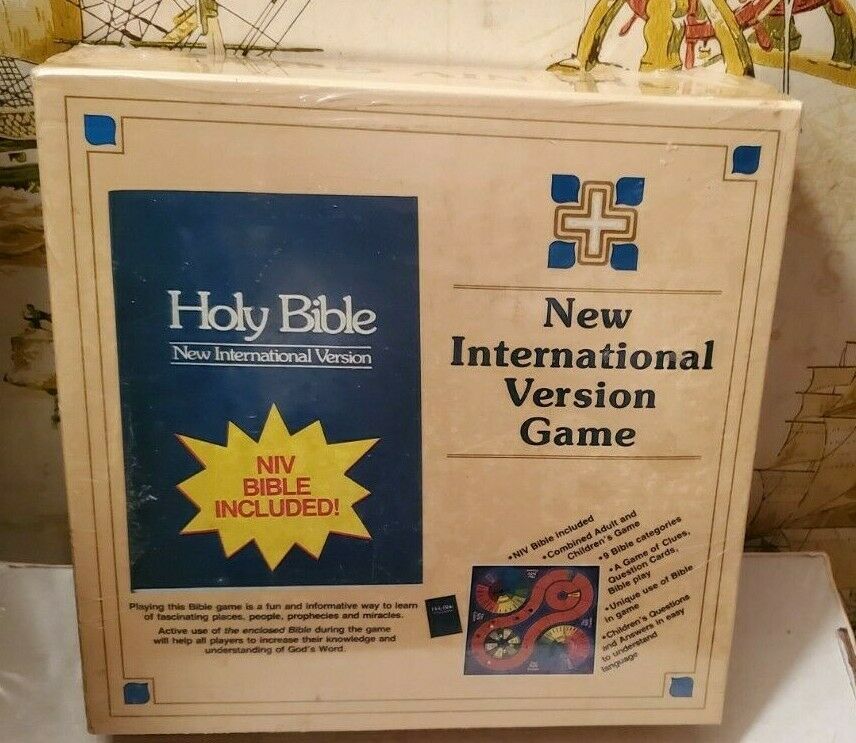 Holy Bible
New International Version
NIV
BIBLE
INCLUDED!
Playing this Bible game is a fun and informative way to learn
of fascinating places, people, prophecies and miracles.
Active use of the enclosed Bible during the game
will help all players to increase their knowledge and
understanding of God's Word.
New
International
Version
Game
•NIV Bible included
•Combined Adult and
Children's Game
•9 Bible categories
•A Game of Clues,
Question Cards,
Bible play
•Unique use of Bible
in game
•Children's Questions
and Answers in easy
to understand
language